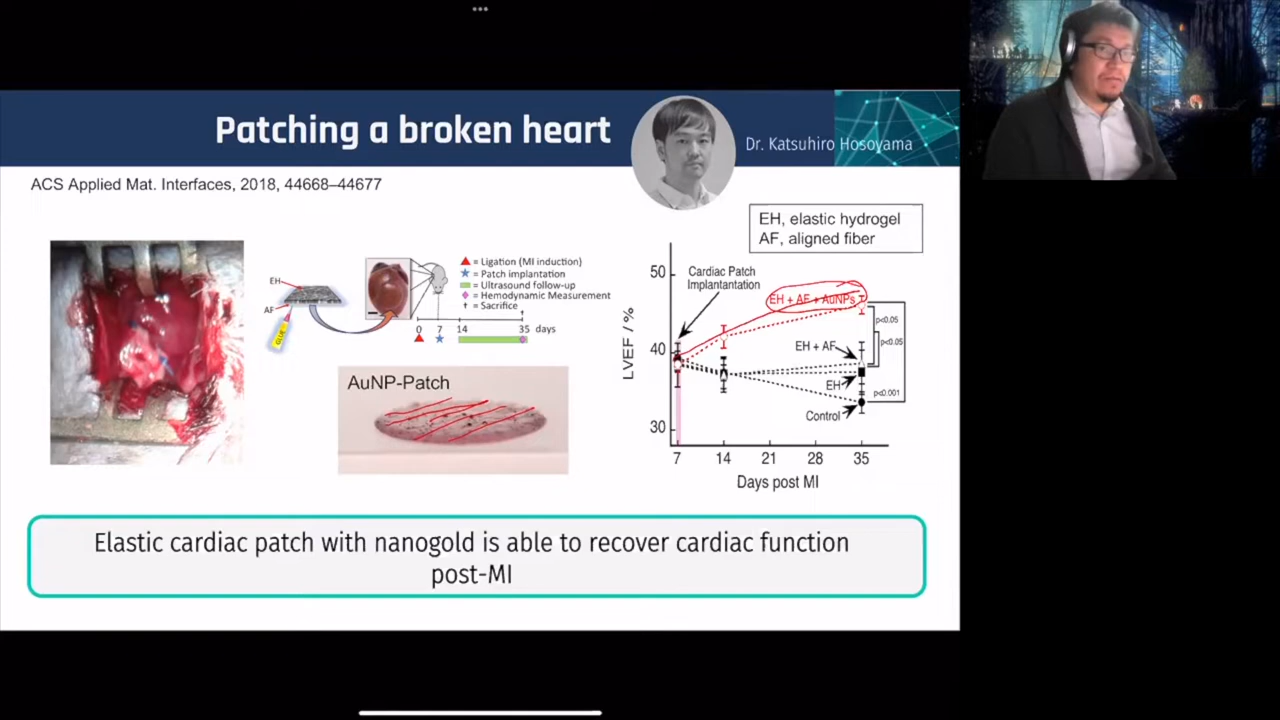 Patching a broken heart
Dr. Katsuhiro Hosoyama
ACS Applied Mat. Interfaces, 2018, 44668–44677
EH, elastic hydrogel
AF, aligned fiber
EH
AF
GLUE
= Ligation (MI induction)
= Patch implantation
= Ultrasound follow-up
= Hemodynamic Measurement
= Sacrifice
0 7 14 35 days
AuNP-Patch
LVEF / %
50
40
30
Cardiac Patch
Implantantation
EH + AF + AuNPs
EH + AF
EH
Control
p<0.05
p<0.05
p<0.001
7 14 21 28 35
Days post MI
Elastic cardiac patch with nanogold is able to recover cardiac function
post-MI